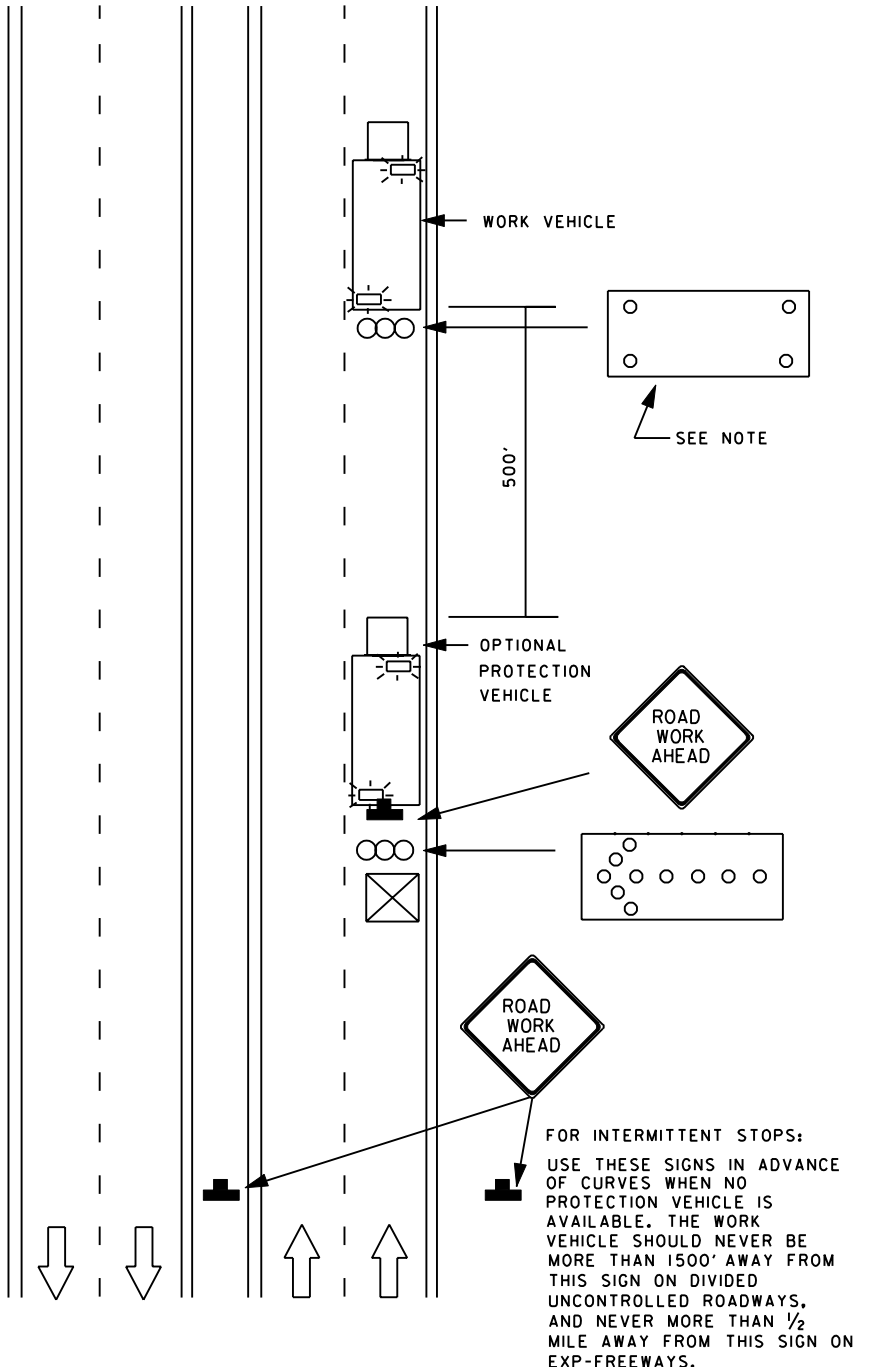 WORK VEHICLE
SEE NOTE
500'
OPTIONAL
PROTECTION
VEHICLE
ROAD
WORK
AHEAD
ROAD
WORK
AHEAD
FOR INTERMITTENT STOPS:
USE THESE SIGNS IN ADVANCE
OF CURVES WHEN NO
PROTECTION VEHICLE IS
AVAILABLE. THE WORK
VEHICLE SHOULD NEVER BE
MORE THAN 1500' AWAY FROM
THIS SIGN ON DIVIDED
UNCONTROLLED ROADWAYS,
AND NEVER MORE THAN 1/2
MILE AWAY FROM THIS SIGN ON
EXP-FREEWAYS.